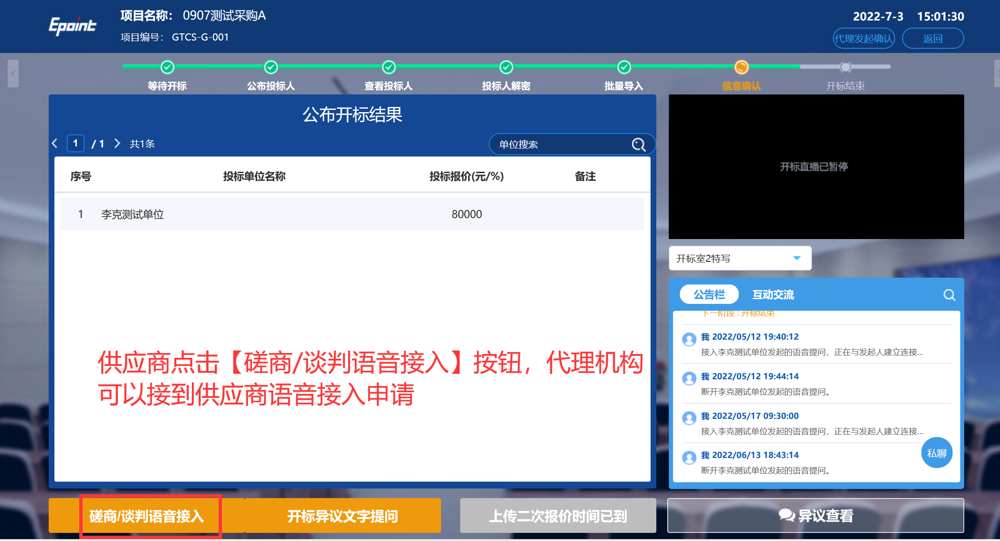 Epoint
项目名称： 0907测试采购A
项目编号： GTCS-G-001
2022-7-3 15:01:30
代理发起确认
返回
等待开标
公布投标人
查看投标人
投标人解密
批量导入
信息确认
开标结束
公布开标结果
1 / 1 共1条
单位搜索
序号 投标单位名称 投标报价(元/%) 备注
1 李克测试单位 80000
供应商点击【磋商/谈判语音接入】按钮，代理机构
可以接到供应商语音接入申请
开标直播已暂停
开标室2特写
公告栏 互动交流
下一阶段：开标结束
我 2022/05/12 19:40:12
接入李克测试单位发起的语音提问，正在与发起人建立连接...
我 2022/05/12 19:44:14
断开李克测试单位发起的语音提问。
我 2022/05/17 09:30:00
接入李克测试单位发起的语音提问，正在与发起人建立连接...
我 2022/06/13 18:43:14
断开李克测试单位发起的语音提问。
私聊
磋商/谈判语音接入
开标异议文字提问
上传二次报价时间已到
异议查看